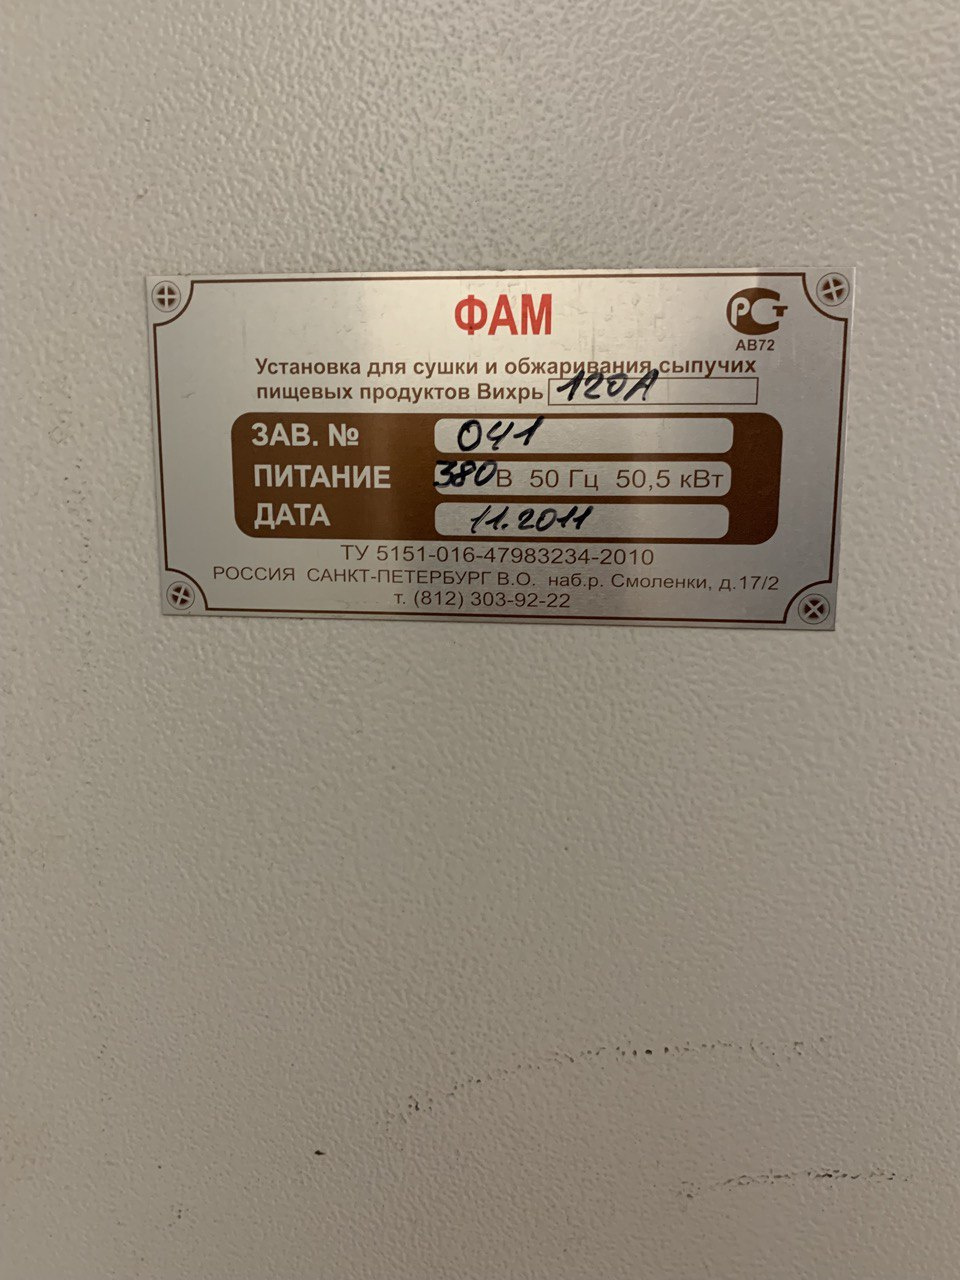 ФАМ
РСТ
АВ72
Установка для сушки и обжаривания сыпучих
пищевых продуктов Вихрь 120А
ЗАВ. № 041
ПИТАНИЕ 380 В 50 Гц 50,5 кВт
ДАТА 11.2011
ТУ 5151-016-47983234-2010
РОССИЯ САНКТ-ПЕТЕРБУРГ В.О. наб.р. Смоленки, д.17/2
т. (812) 303-92-22